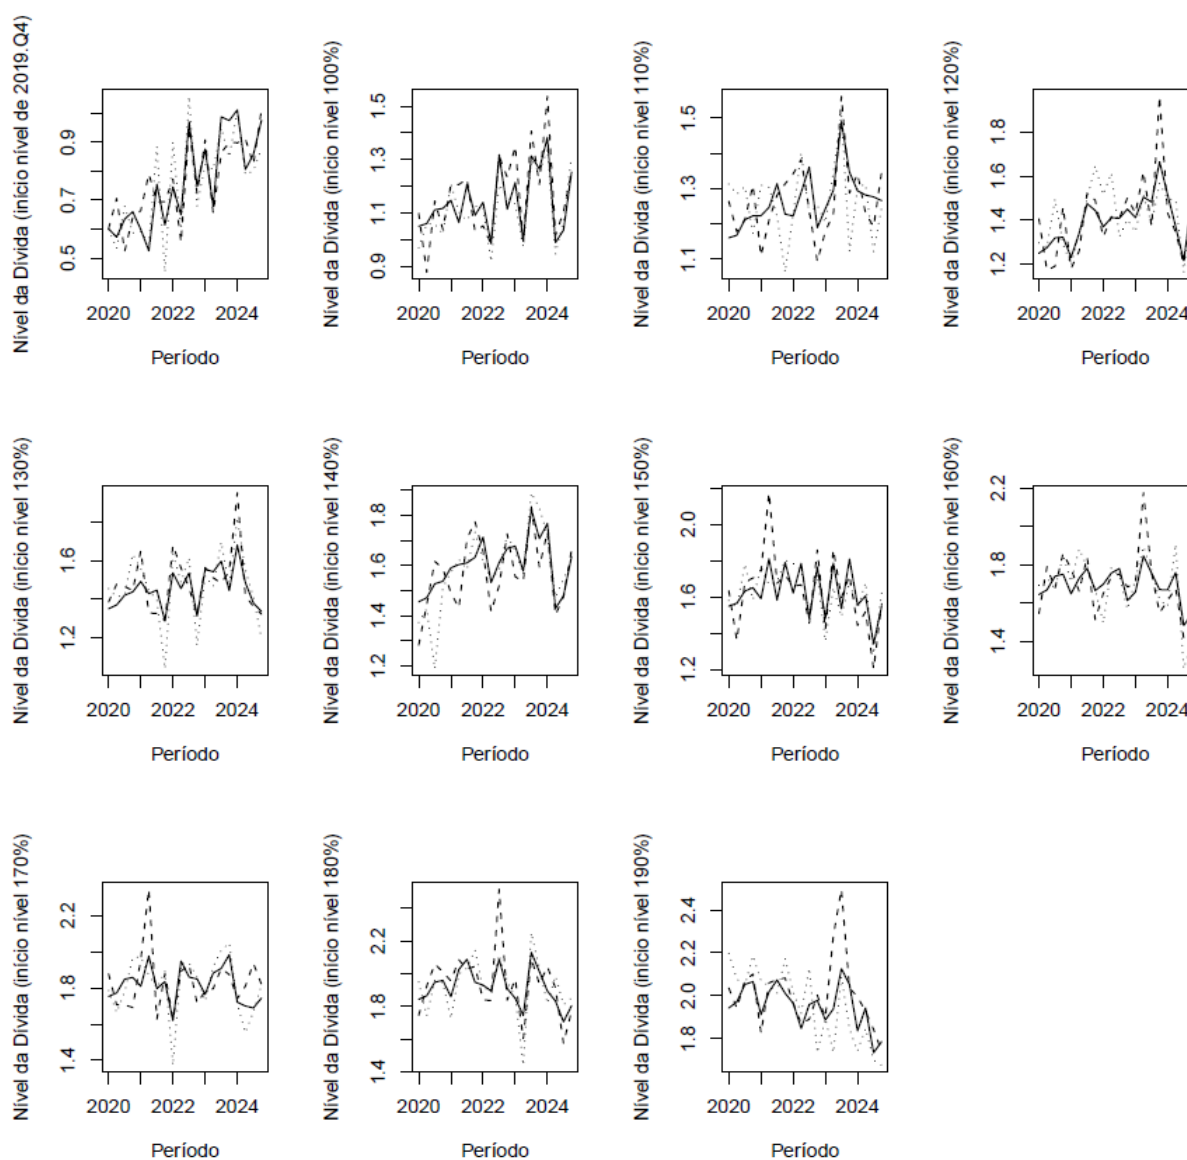 Nível da Dívida (início nível de 2019.Q4)
0.5 0.7 0.9
2020 2022 2024
Período
Nível da Dívida (início nível 100%)
0.9 1.1 1.3 1.5
2020 2022 2024
Período
Nível da Dívida (início nível 110%)
1.1 1.3 1.5
2020 2022 2024
Período
Nível da Dívida (início nível 120%)
1.2 1.4 1.6 1.8
2020 2022 2024
Período
Nível da Dívida (início nível 130%)
1.2 1.6
2020 2022 2024
Período
Nível da Dívida (início nível 140%)
1.2 1.4 1.6 1.8
2020 2022 2024
Período
Nível da Dívida (início nível 150%)
1.2 1.6 2.0
2020 2022 2024
Período
Nível da Dívida (início nível 160%)
1.4 1.8 2.2
2020 2022 2024
Período
Nível da Dívida (início nível 170%)
1.4 1.8 2.2
2020 2022 2024
Período
Nível da Dívida (início nível 180%)
1.4 1.8 2.2
2020 2022 2024
Período
Nível da Dívida (início nível 190%)
1.8 2.0 2.2 2.4
2020 2022 2024
Período